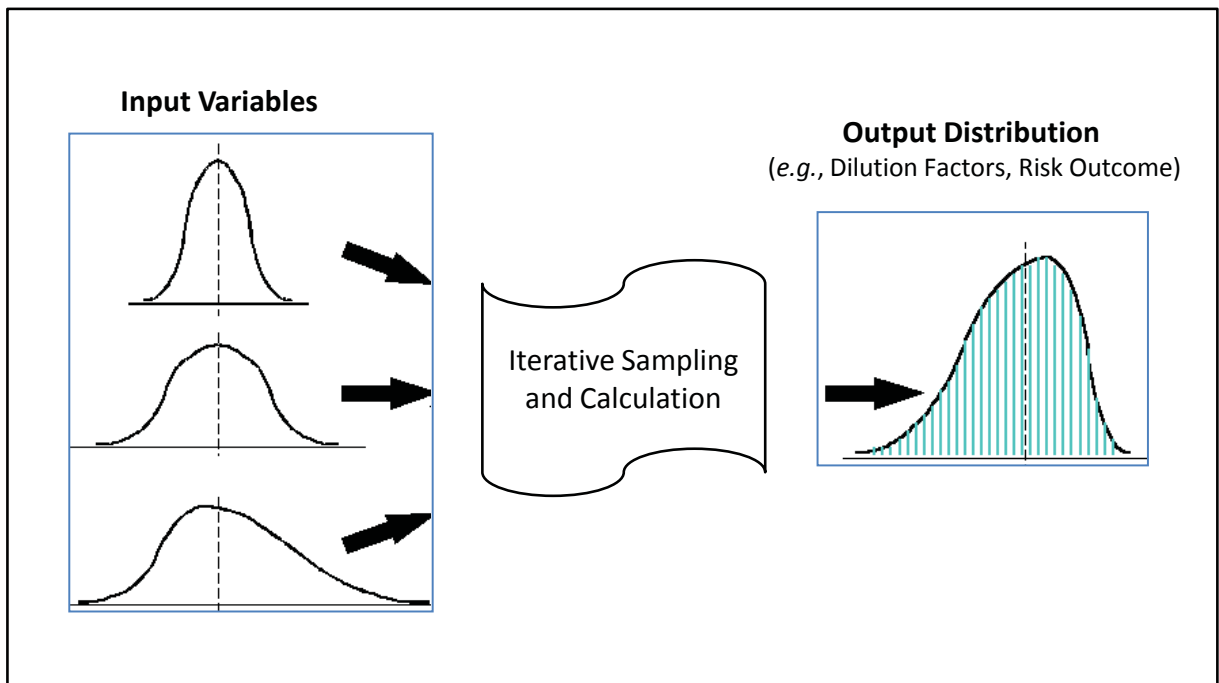 Input Variables
Output Distribution
(e.g., Dilution Factors, Risk Outcome)
Iterative Sampling
and Calculation